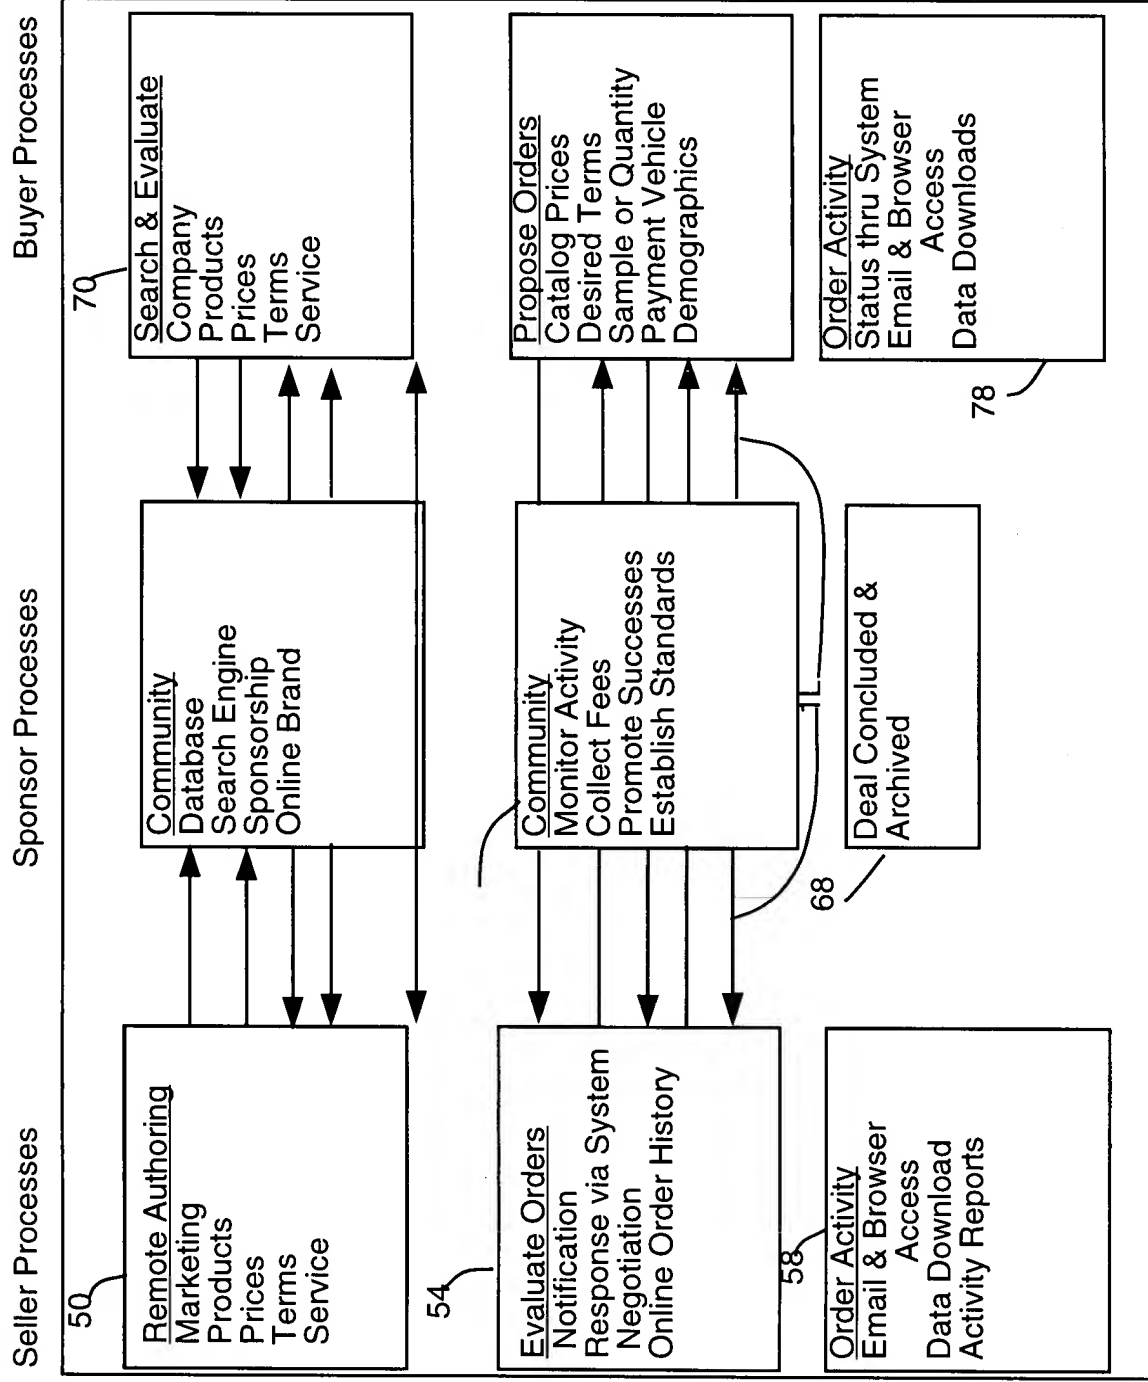 Seller Processes
Sponsor Processes
Buyer Processes
50
Remote Authoring
Marketing
Products
Prices
Terms
Service
Community
Database
Search Engine
Sponsorship
Online Brand
70
Search & Evaluate
Company
Products
Prices
Terms
Service
54
Evaluate Orders
Notification
Response via System
Negotiation
Online Order History
Community
Monitor Activity
Collect Fees
Promote Successes
Establish Standards
Propose Orders
Catalog Prices
Desired Terms
Sample or Quantity
Payment Vehicle
Demographics
58
Order Activity
Email & Browser
Access
Data Download
Activity Reports
68
Deal Concluded &
Archived
78
Order Activity
Status thru System
Email & Browser
Access
Data Downloads